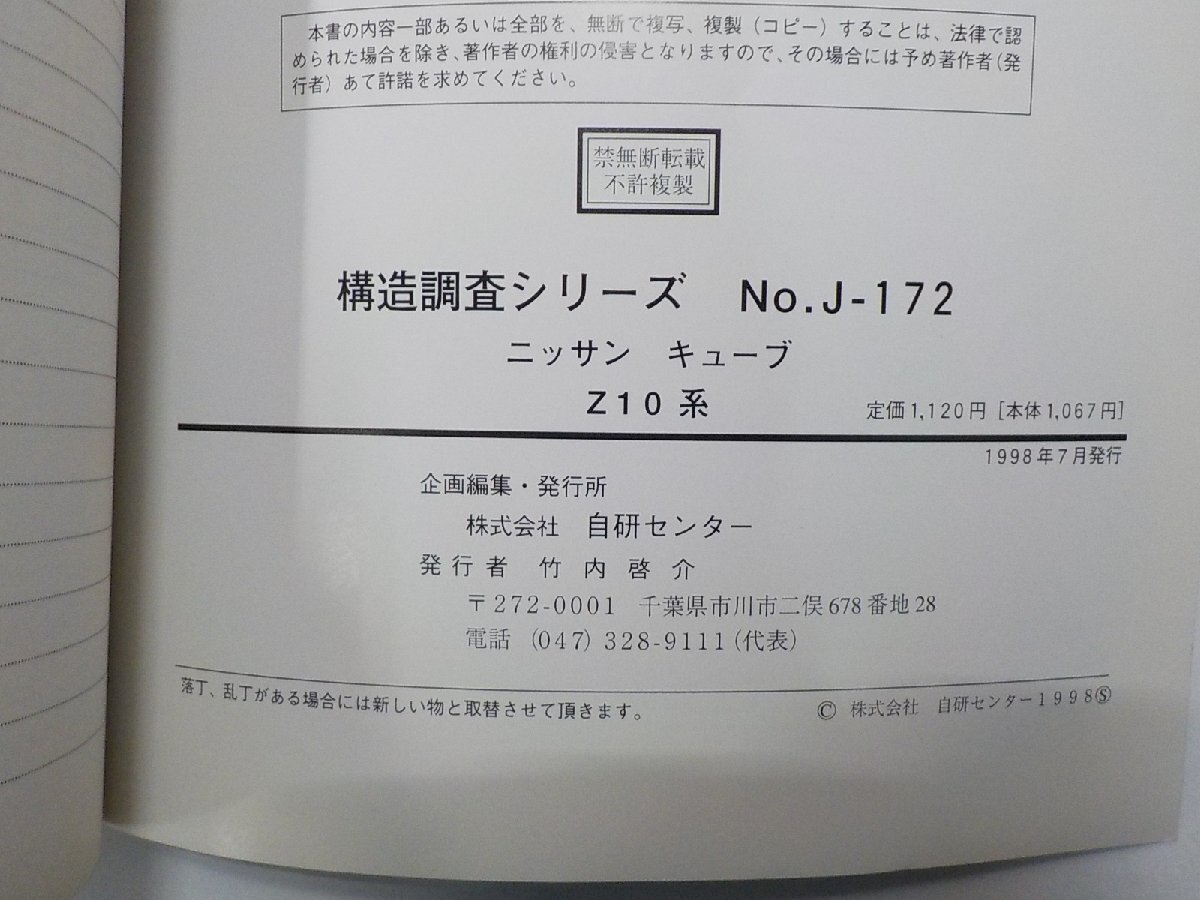 本書の内容一部あるいは全部を、無断で複写、複製（コピー）することは、法律で認
められた場合を除き、著作者の権利の侵害となりますので、その場合には予め著作者（発
行者）あて許諾を求めてください。
禁無断転載
不許複製
構造調査シリーズ　No.J-172
ニッサン　キューブ
Z10系
定価1,120円［本体1,067円］
1998年7月発行
企画編集・発行所
株式会社　自研センター
発行者　竹内啓介
〒272-0001　千葉県市川市二俣678番地28
電話　(047) 328-9111(代表)
落丁、乱丁がある場合には新しい物と取替させて頂きます。
© 株式会社　自研センター1998Ⓢ